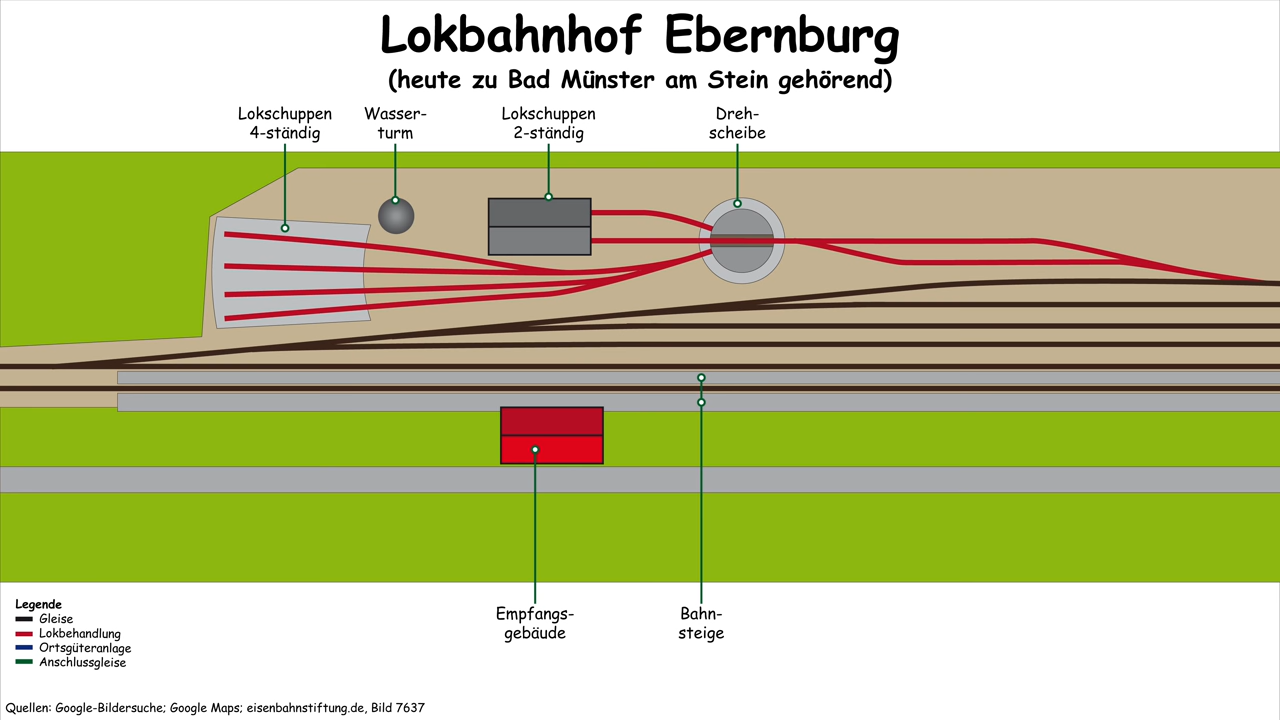 Lokbahnhof Ebernburg
(heute zu Bad Münster am Stein gehörend)
Lokschuppen
4-ständig
Wasser-
turm
Lokschuppen
2-ständig
Dreh-
scheibe
Empfangs-
gebäude
Bahn-
steige
Legende
Gleise
Lokbehandlung
Ortsgüteranlage
Anschlussgleise
Quellen: Google-Bildersuche; Google Maps; eisenbahnstiftung.de, Bild 7637